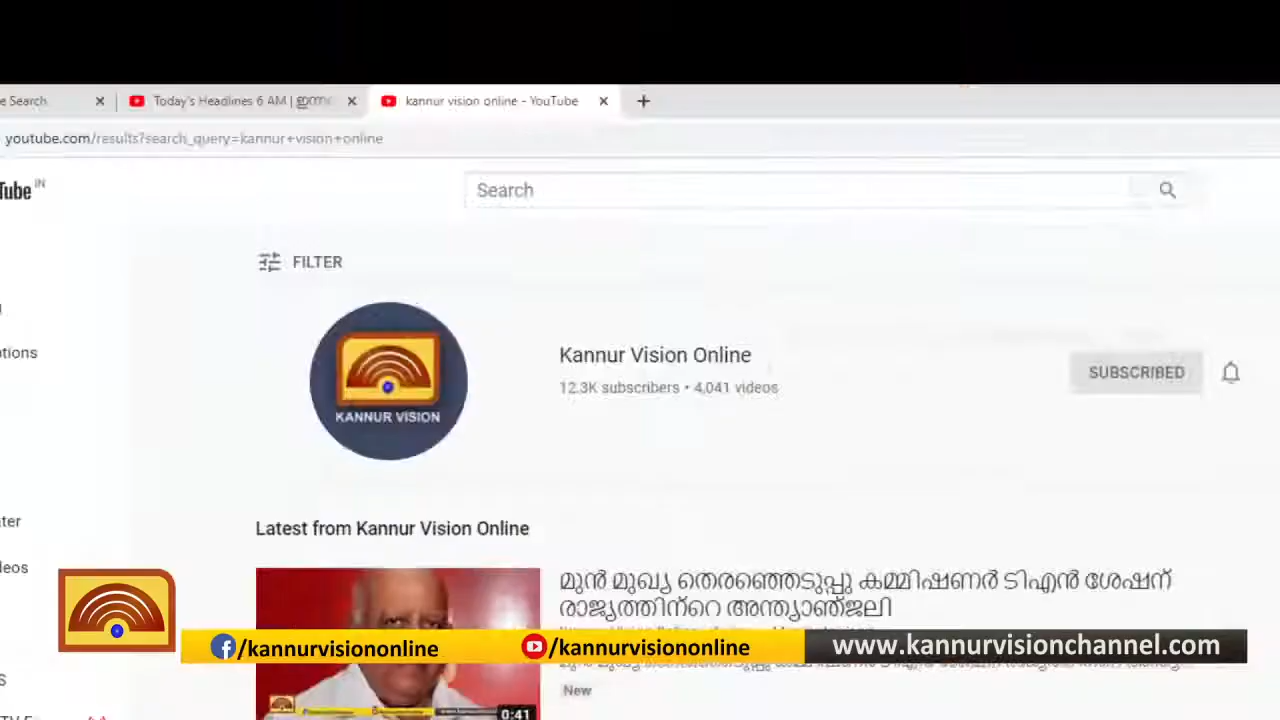 e Search
Today's Headlines 6 AM |
kannur vision online - YouTube
youtube.com/results?search_query=kannur+vision+online
Tube IN
Search
FILTER
KANNUR VISION
Kannur Vision Online
12.3K subscribers • 4,041 videos
SUBSCRIBED
Latest from Kannur Vision Online
മുൻ മുഖ്യ തെരഞ്ഞെടുപ്പു കമ്മിഷണർ ടിഎൻ ശേഷന്
രാജ്യത്തിന്റെ അന്ത്യാഞ്ജലി
/kannurvisiononline
/kannurvisiononline
www.kannurvisionchannel.com
New
0:41